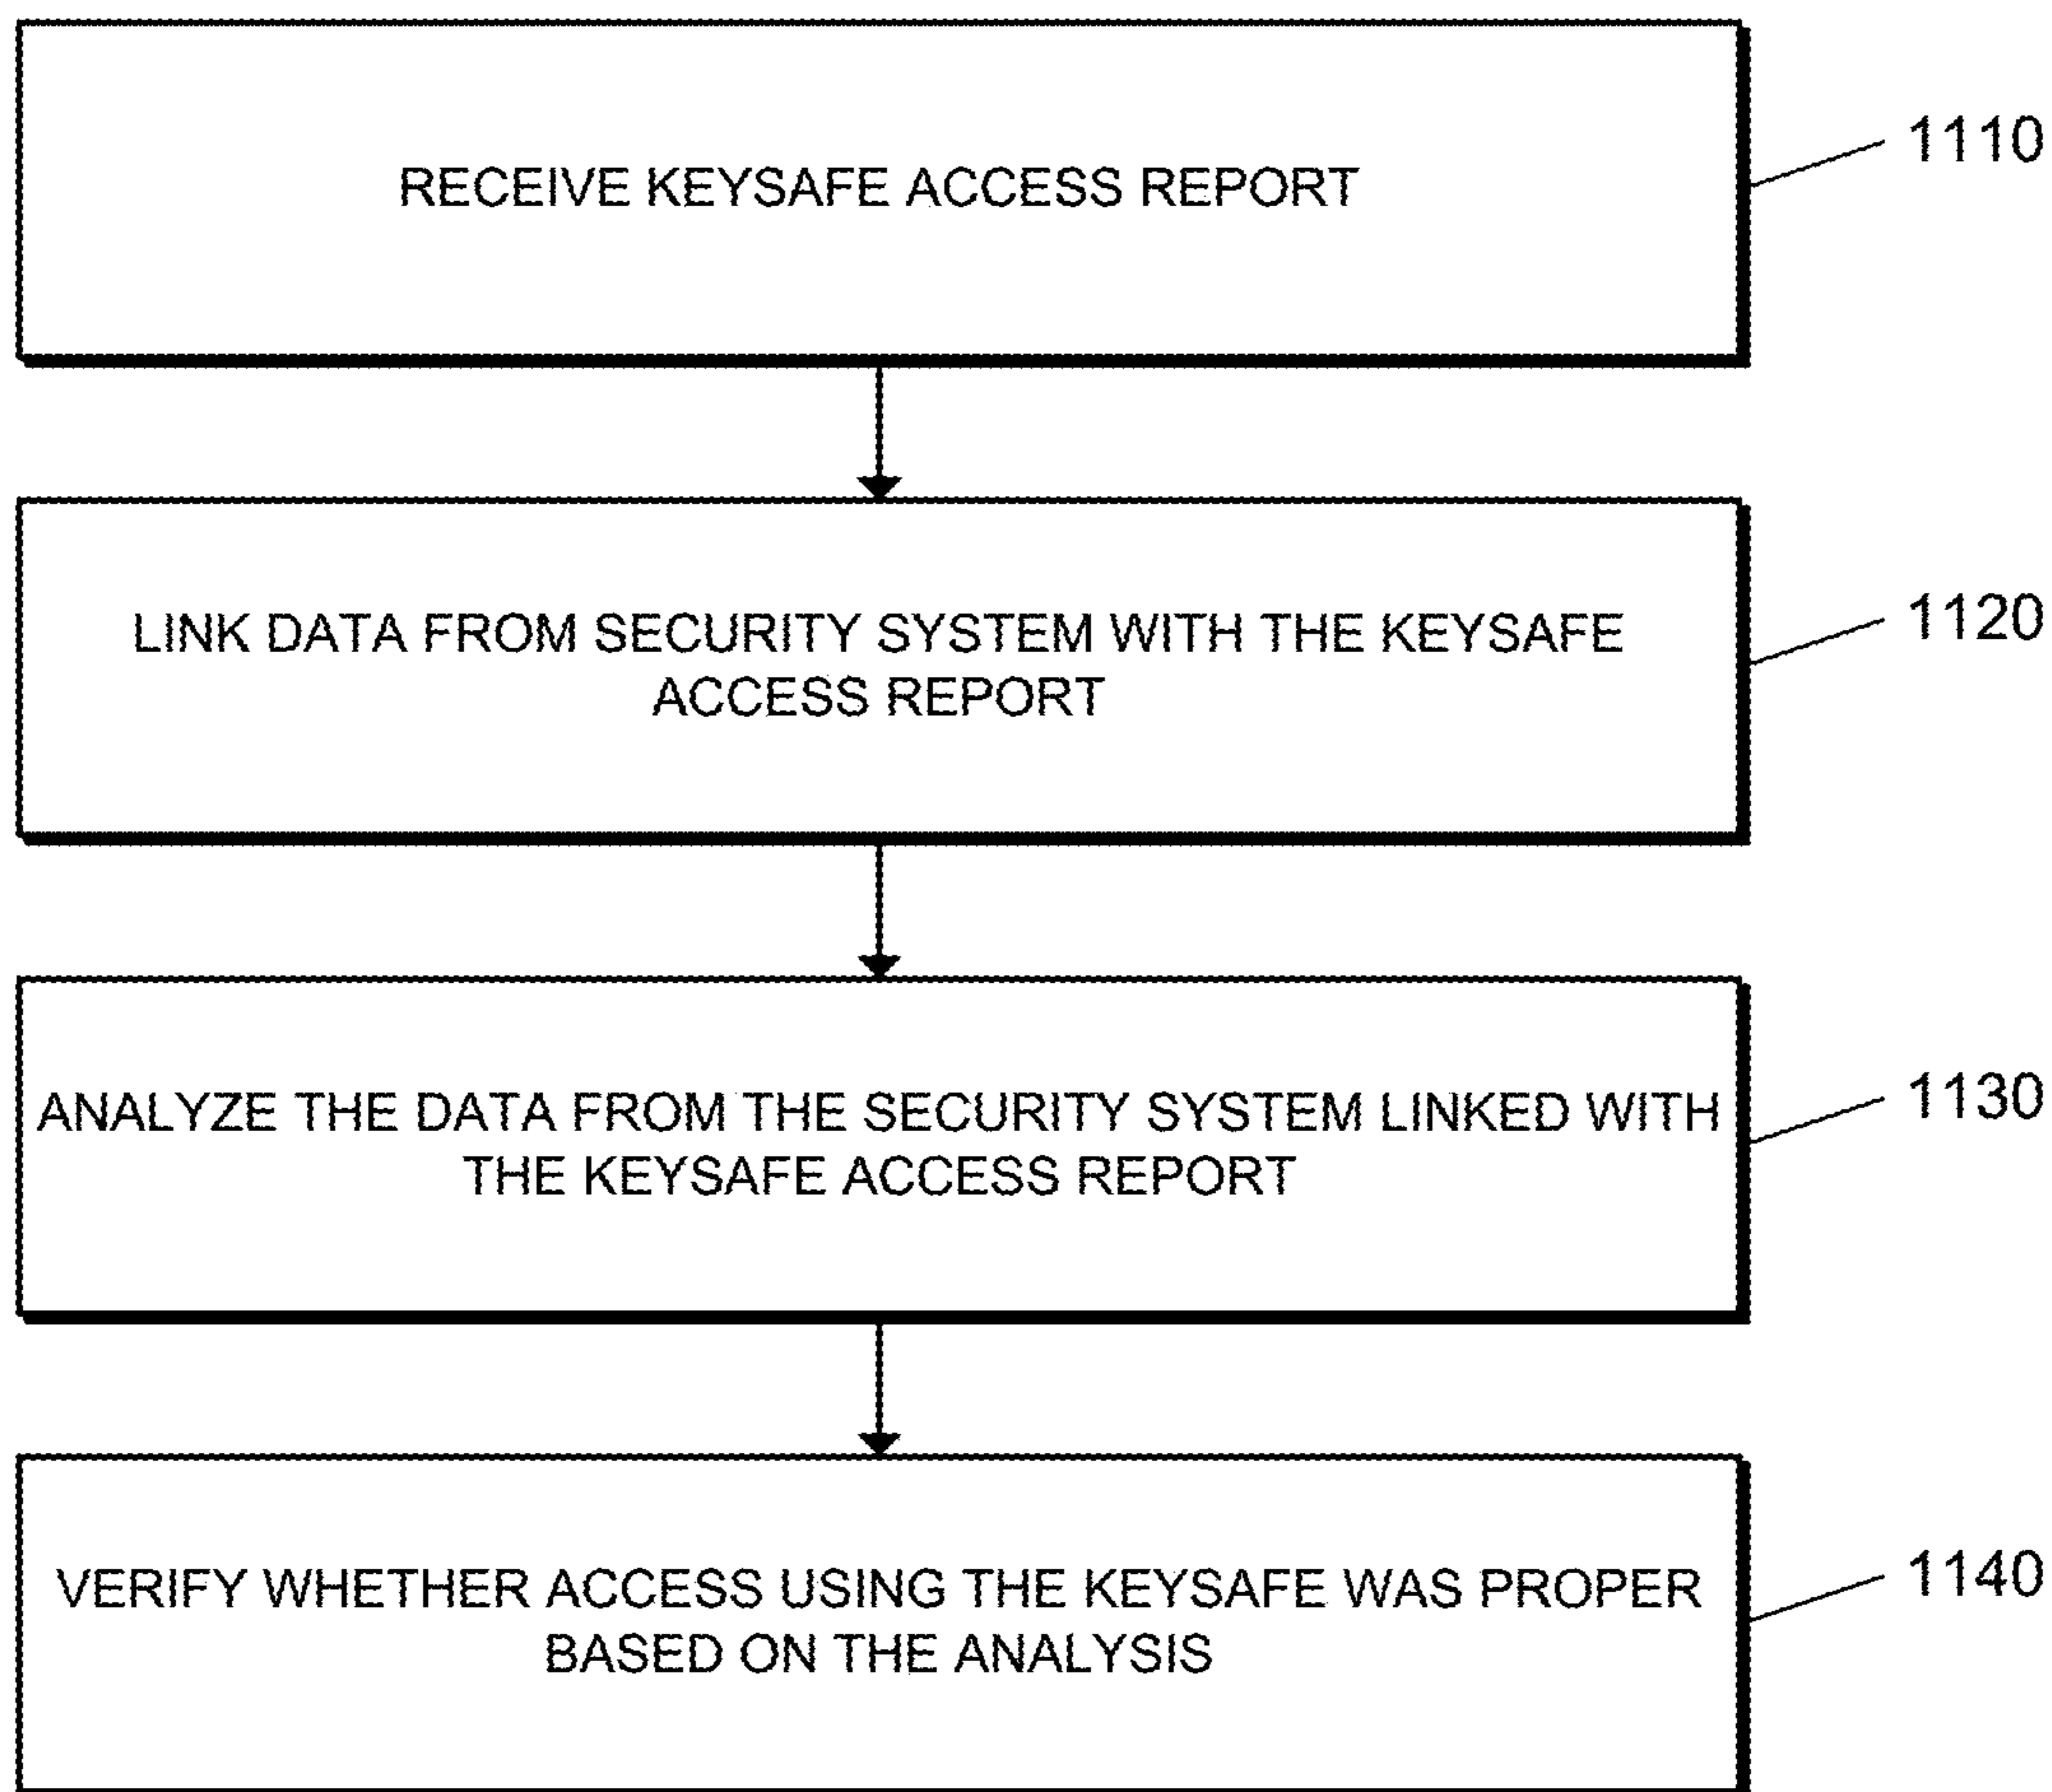 RECEIVE KEYSAFE ACCESS REPORT
1110
LINK DATA FROM SECURITY SYSTEM WITH THE KEYSAFE
ACCESS REPORT
1120
ANALYZE THE DATA FROM THE SECURITY SYSTEM LINKED WITH
THE KEYSAFE ACCESS REPORT
1130
VERIFY WHETHER ACCESS USING THE KEYSAFE WAS PROPER
BASED ON THE ANALYSIS
1140